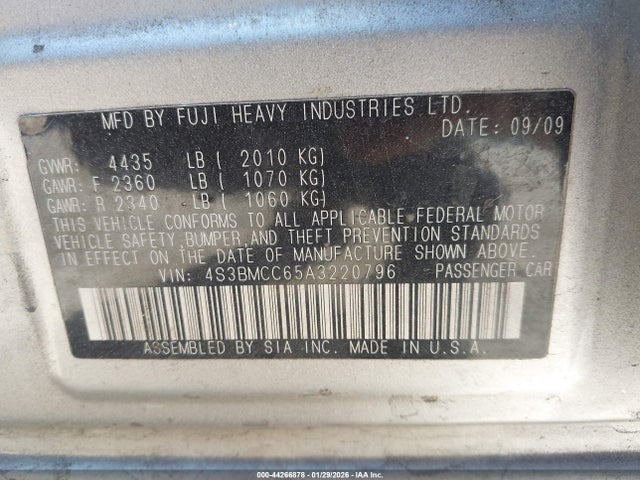 MFD BY FUJI HEAVY INDUSTRIES LTD.
DATE: 09/09
GVWR: 4435 LB ( 2010 KG)
GAWR: F 2360 LB ( 1070 KG)
GAWR: R 2340 LB ( 1060 KG)
THIS VEHICLE CONFORMS TO ALL APPLICABLE FEDERAL MOTOR
VEHICLE SAFETY, BUMPER, AND THEFT PREVENTION STANDARDS
IN EFFECT ON THE DATE OF MANUFACTURE SHOWN ABOVE.
VIN: 4S3BMCC65A3220796 PASSENGER CAR
ASSEMBLED BY SIA INC. MADE IN U.S.A.
000-44266878 | 01/29/2026 - IAA Inc.